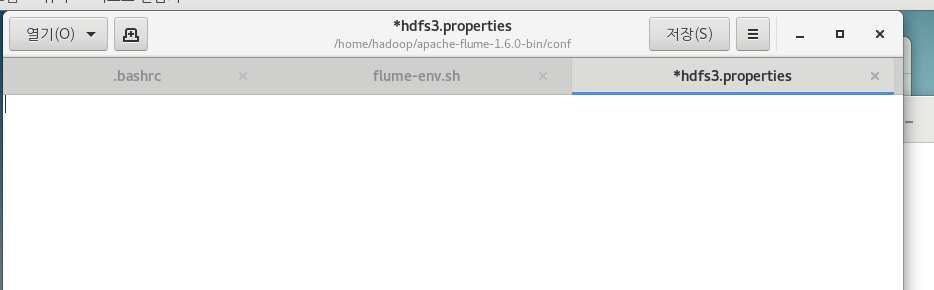 열기(O)
*hdfs3.properties
/home/hadoop/apache-flume-1.6.0-bin/conf
저장(S)
.bashrc
flume-env.sh
*hdfs3.properties